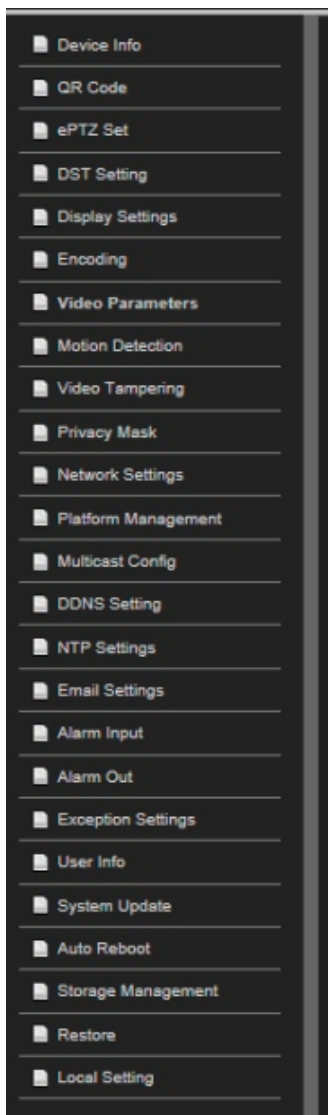 Device Info
QR Code
ePTZ Set
DST Setting
Display Settings
Encoding
Video Parameters
Motion Detection
Video Tampering
Privacy Mask
Network Settings
Platform Management
Multicast Config
DDNS Setting
NTP Settings
Email Settings
Alarm Input
Alarm Out
Exception Settings
User Info
System Update
Auto Reboot
Storage Management
Restore
Local Setting